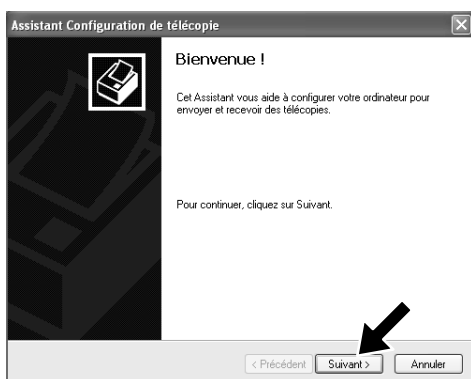 Assistant Configuration de télécopie
Bienvenue !
Cet Assistant vous aide à configurer votre ordinateur pour
envoyer et recevoir des télécopies.
Pour continuer, cliquez sur Suivant.
< Précédent Suivant > Annuler